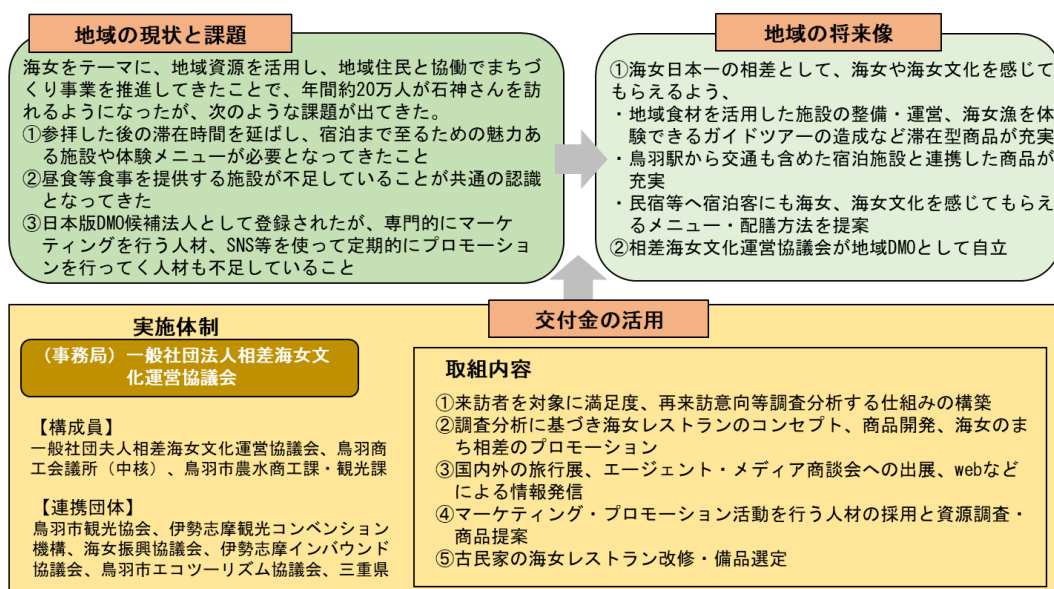 地域の現状と課題
海女をテーマに、地域資源を活用し、地域住民と協働でまちづ
くり事業を推進してきたことで、年間約20万人が石神さんを訪
れるようになったが、次のような課題が出てきた。
①参拝した後の滞在時間を延ばし、宿泊まで至るための魅力あ
る施設や体験メニューが必要となってきたこと
②昼食等食事を提供する施設が不足していることが共通の認識
となってきた
③日本版DMO候補法人として登録されたが、専門的にマーケ
ティングを行う人材、SNS等を使って定期的にプロモーショ
ンを行ってく人材も不足していること
地域の将来像
①海女日本一の相差として、海女や海女文化を感じて
もらえるよう、
・地域食材を活用した施設の整備・運営、海女漁を体
験できるガイドツアーの造成など滞在型商品が充実
・鳥羽駅から交通も含めた宿泊施設と連携した商品が
充実
・民宿等へ宿泊客にも海女、海女文化を感じてもらえ
るメニュー・配膳方法を提案
②相差海女文化運営協議会が地域DMOとして自立
交付金の活用
実施体制
（事務局）一般社団法人相差海女文
化運営協議会
【構成員】
一般社団夫人相差海女文化運営協議会、鳥羽商
工会議所（中核）、鳥羽市農水商工課・観光課
【連携団体】
鳥羽市観光協会、伊勢志摩観光コンベンション
機構、海女振興協議会、伊勢志摩インバウンド
協議会、鳥羽市エコツーリズム協議会、三重県
取組内容
①来訪者を対象に満足度、再来訪意向等調査分析する仕組みの構築
②調査分析に基づき海女レストランのコンセプト、商品開発、海女のま
ち相差のプロモーション
③国内外の旅行展、エージェント・メディア商談会への出展、webなど
による情報発信
④マーケティング・プロモーション活動を行う人材の採用と資源調査・
商品提案
⑤古民家の海女レストラン改修・備品選定